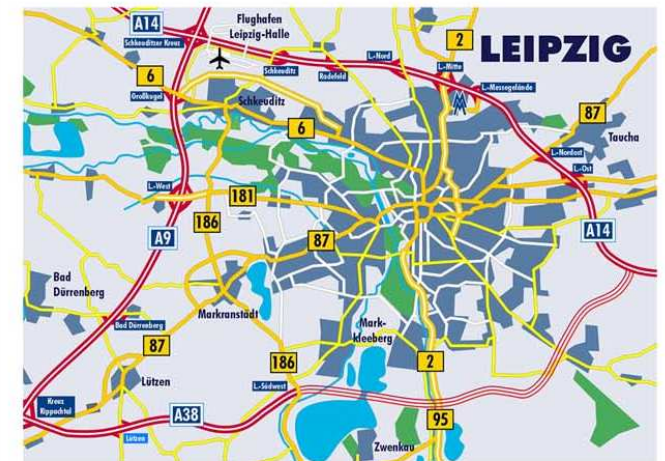 A14
Schkeuditzer Kreuz
Flughafen
Leipzig-Halle
2
LEIPZIG
6
Großkugel
Schkeuditz
Radefeld
L.-Nord
L.-Mitte
L.-Messegelände
Schkeuditz
6
87
Taucha
L.-Nordost
L.-Ost
L.-West
181
186
A9
87
A14
Bad
Dürrenberg
Markranstädt
Bad Dürrenberg
87
Mark-
kleeberg
186
2
Lützen
L.-Südwest
Kreuz
Rippachtal
A38
Lützen
95
Zwenkau